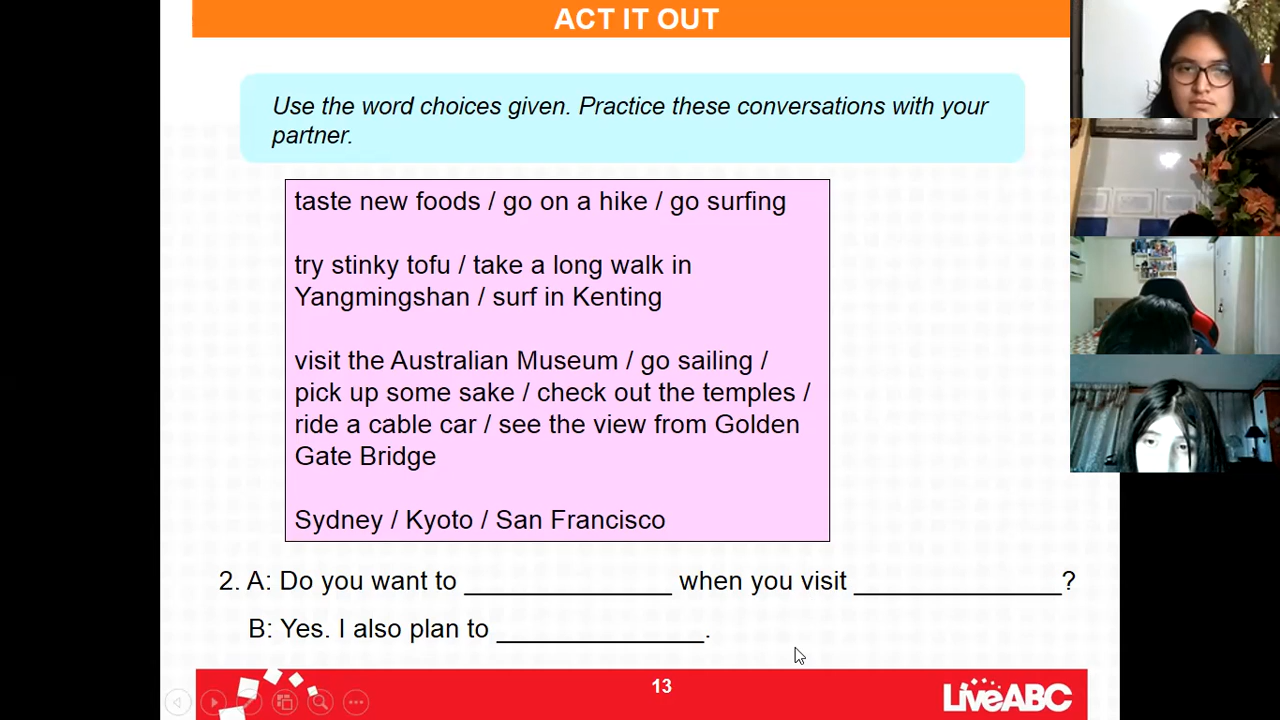 ACT IT OUT
Use the word choices given. Practice these conversations with your
partner.
taste new foods / go on a hike / go surfing
try stinky tofu / take a long walk in
Yangmingshan / surf in Kenting
visit the Australian Museum / go sailing /
pick up some sake / check out the temples /
ride a cable car / see the view from Golden
Gate Bridge
Sydney / Kyoto / San Francisco
2. A: Do you want to _______________ when you visit _______________?
B: Yes. I also plan to _______________.
13
LiveABC